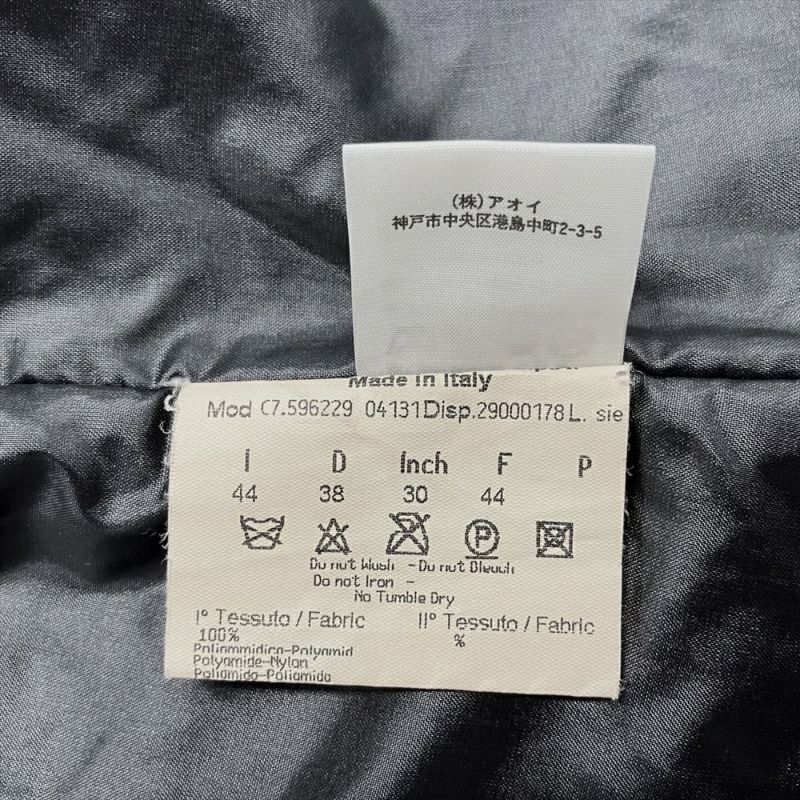 (株)アオイ
神戸市中央区港島中町2-3-5
Made in Italy
Mod C7.596229 04131 Disp.29000178 L. sie
I D Inch F P
44 38 30 44
P
Do not Wash - Do not Bleach
Do not Iron -
No Tumble Dry
I° Tessuto / Fabric II° Tessuto / Fabric
100% %
Poliammidica-Polyamid
Polyamide-Nylon
Poliamida-Poliamida